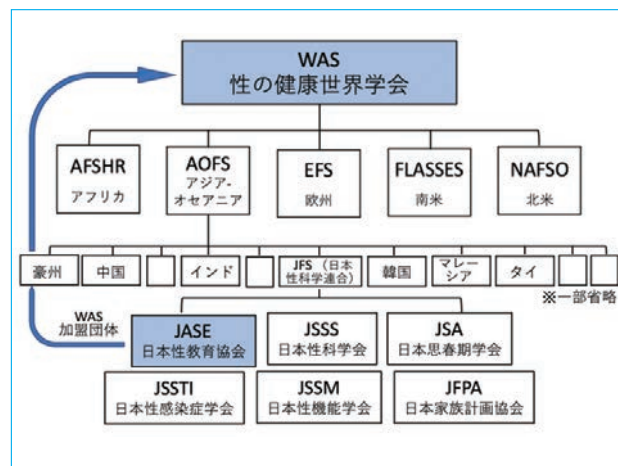 WAS
性の健康世界学会
AFSHR
アフリカ
AOFS
アジア-
オセアニア
EFS
欧州
FLASSES
南米
NAFSO
北米
豪州
中国
インド
JFS (日本
性科学連合)
韓国
マレー
シア
タイ
※一部省略
WAS
加盟団体
JASE
日本性教育協会
JSSS
日本性科学会
JSA
日本思春期学会
JSSTI
日本性感染症学会
JSSM
日本性機能学会
JFPA
日本家族計画協会